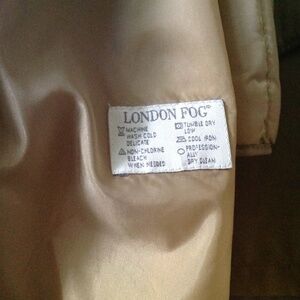 LONDON FOG®
MACHINE
WASH COLD
DELICATE
NON-CHLORINE
BLEACH
WHEN NEEDED
TUMBLE DRY
LOW
COOL IRON
PROFESSION-
ALLY
DRY CLEAN